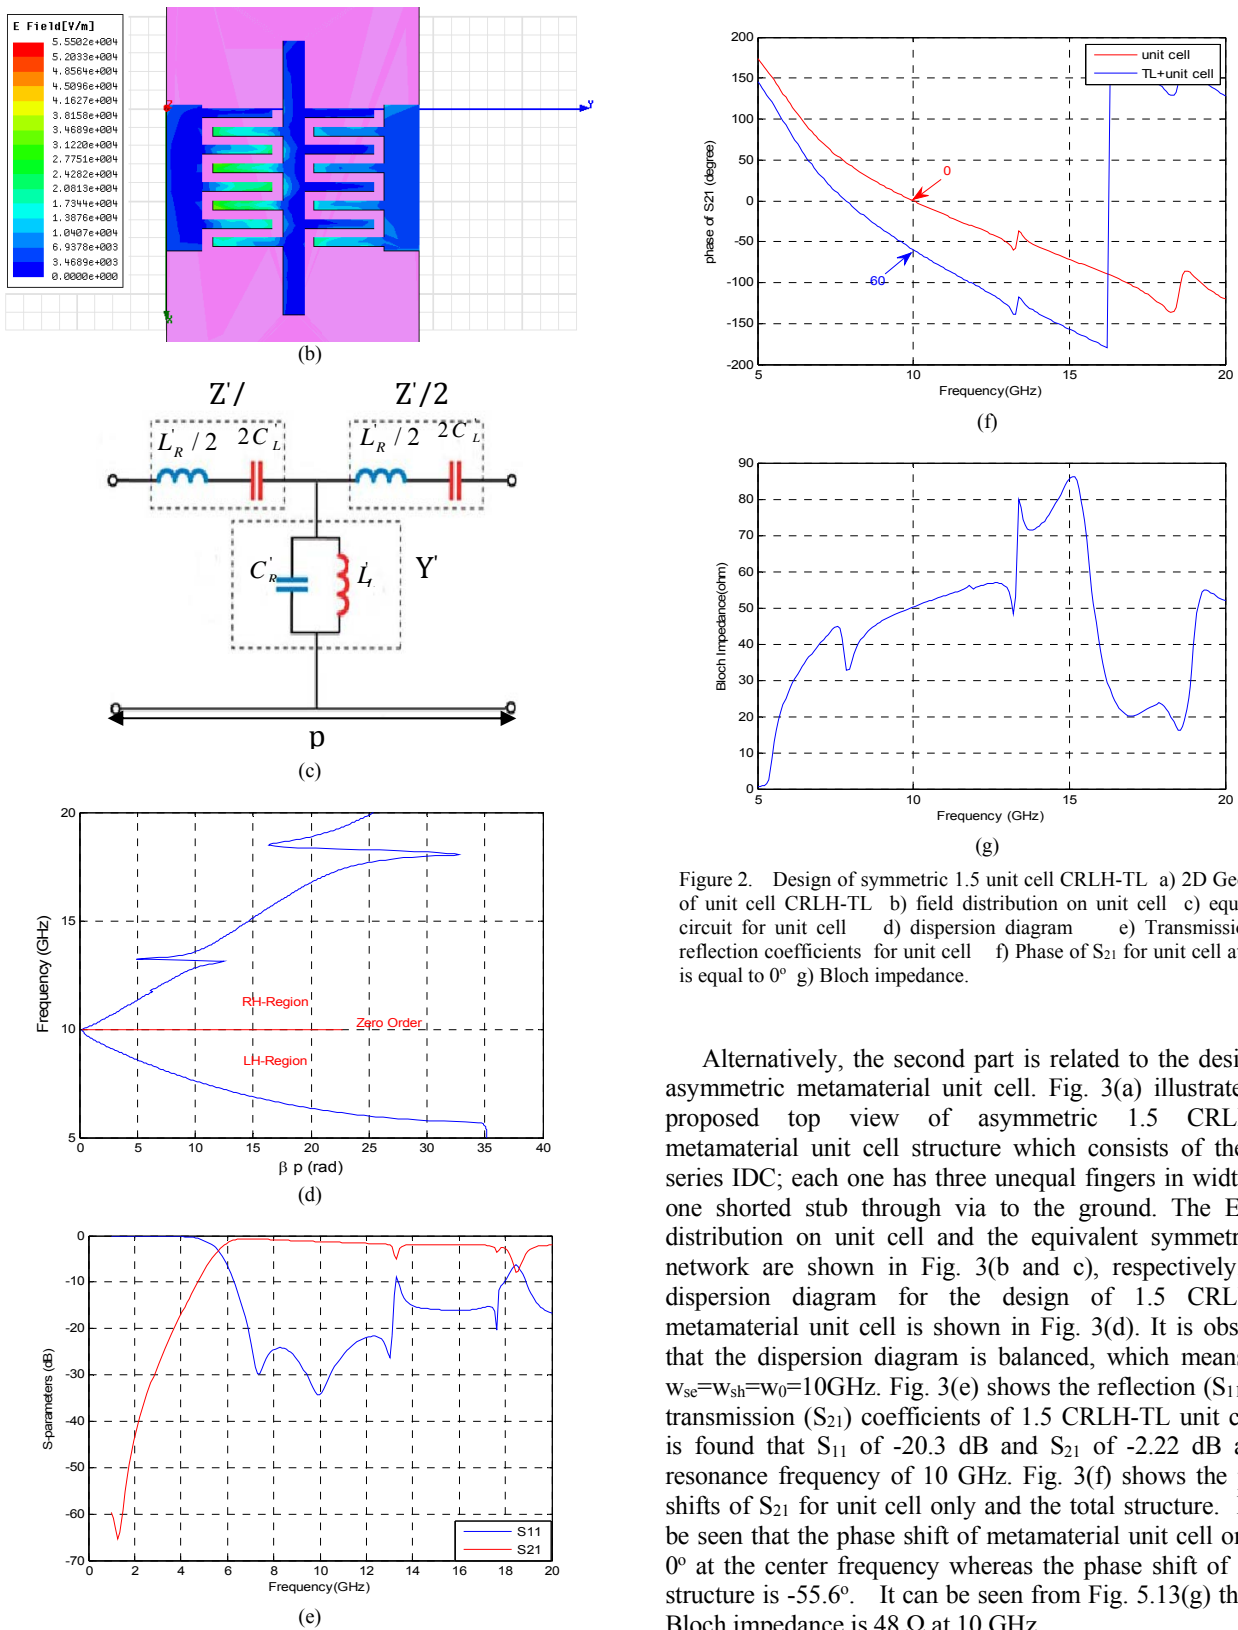 E Field[V/m]
5.5502e+004
5.2033e+004
4.8564e+004
4.5096e+004
4.1627e+004
3.8158e+004
3.4689e+004
3.1220e+004
2.7751e+004
2.4282e+004
2.0813e+004
1.7344e+004
1.3876e+004
1.0407e+004
6.9378e+003
3.4689e+003
0.0000e+000
Z
Y
X
(b)
Z'/
Z'/2
L'R / 2
2C'L
L'R / 2
2C'L
C'R
Y'
p
(c)
20
15
10
5
Frequency (GHz)
RH-Region
Zero Order
LH-Region
0 5 10 15 20 25 30 35 40
β p (rad)
(d)
0
-10
-20
-30
-40
-50
-60
-70
S-parameters (dB)
S11
S21
0 2 4 6 8 10 12 14 16 18 20
Frequency(GHz)
(e)
200
150
100
50
0
-50
-100
-150
-200
phase of S21 (degree)
unit cell
TL+unit cell
0
-60
5 10 15 20
Frequency(GHz)
(f)
90
80
70
60
50
40
30
20
10
0
Bloch Impedance(ohm)
5 10 15 20
Frequency (GHz)
(g)
Figure 2. Design of symmetric 1.5 unit cell CRLH-TL a) 2D Ge
of unit cell CRLH-TL b) field distribution on unit cell c) equ
circuit for unit cell d) dispersion diagram e) Transmissio
reflection coefficients for unit cell f) Phase of S21 for unit cell a
is equal to 0º g) Bloch impedance.
Alternatively, the second part is related to the desi
asymmetric metamaterial unit cell. Fig. 3(a) illustrate
proposed top view of asymmetric 1.5 CRL
metamaterial unit cell structure which consists of the
series IDC; each one has three unequal fingers in widt
one shorted stub through via to the ground. The E
distribution on unit cell and the equivalent symmetr
network are shown in Fig. 3(b and c), respectively
dispersion diagram for the design of 1.5 CRL
metamaterial unit cell is shown in Fig. 3(d). It is obs
that the dispersion diagram is balanced, which means
wse=wsh=w0=10GHz. Fig. 3(e) shows the reflection (S11
transmission (S21) coefficients of 1.5 CRLH-TL unit c
is found that S11 of -20.3 dB and S21 of -2.22 dB a
resonance frequency of 10 GHz. Fig. 3(f) shows the
shifts of S21 for unit cell only and the total structure.
be seen that the phase shift of metamaterial unit cell o
0º at the center frequency whereas the phase shift of
structure is -55.6º. It can be seen from Fig. 5.13(g) th
Bloch impedance is 48 Ω at 10 GHz